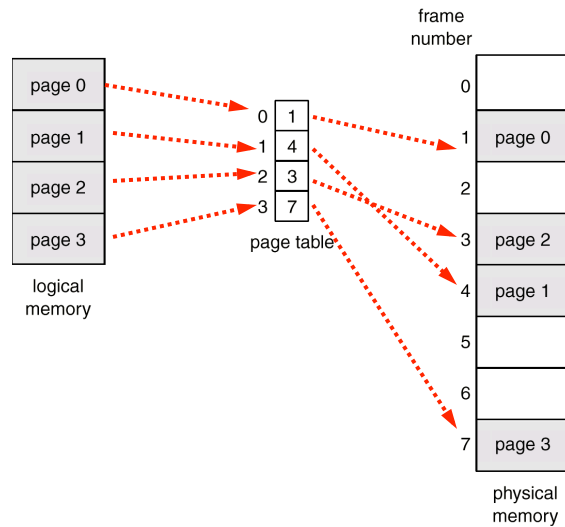 frame
number
page 0
page 1
page 2
page 3
logical
memory
0 1
1 4
2 3
3 7
page table
0
1 page 0
2
3 page 2
4 page 1
5
6
7 page 3
physical
memory